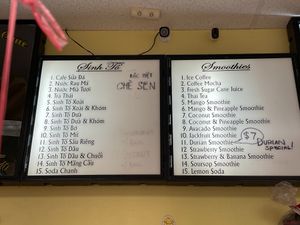 Sinh Tố
1. Cafe Sữa Đá
2. Nước Rau Má
3. Nước Mía Tươi
4. Trà Thái
5. Sinh Tố Xoài
6. Sinh Tố Xoài & Khóm
7. Sinh Tố Dừa
8. Sinh Tố Dừa & Khóm
9. Sinh Tố Bơ
10. Sinh Tố Mít
11. Sinh Tố Sầu Riêng
12. Sinh Tố Dâu
13. Sinh Tố Dâu & Chuối
14. Sinh Tố Mãng Cầu
15. Soda Chanh
ĐẶC BIỆT
CHÈ SEN
Smoothies
1. Ice Coffee
2. Coffee Mocha
3. Fresh Sugar Cane Juice
4. Thai Tea
5. Mango Smoothie
6. Mango & Pineapple Smoothie
7. Coconut Smoothie
8. Coconut & Pineapple Smoothie
9. Avacado Smoothie
10. Jackfruit Smoothie
11. Durian Smoothie
12. Strawberry Smoothie
13. Strawberry & Banana Smoothie
14. Soursop Smoothie
15. Lemon Soda
$7
DURIAN
SPECIAL!